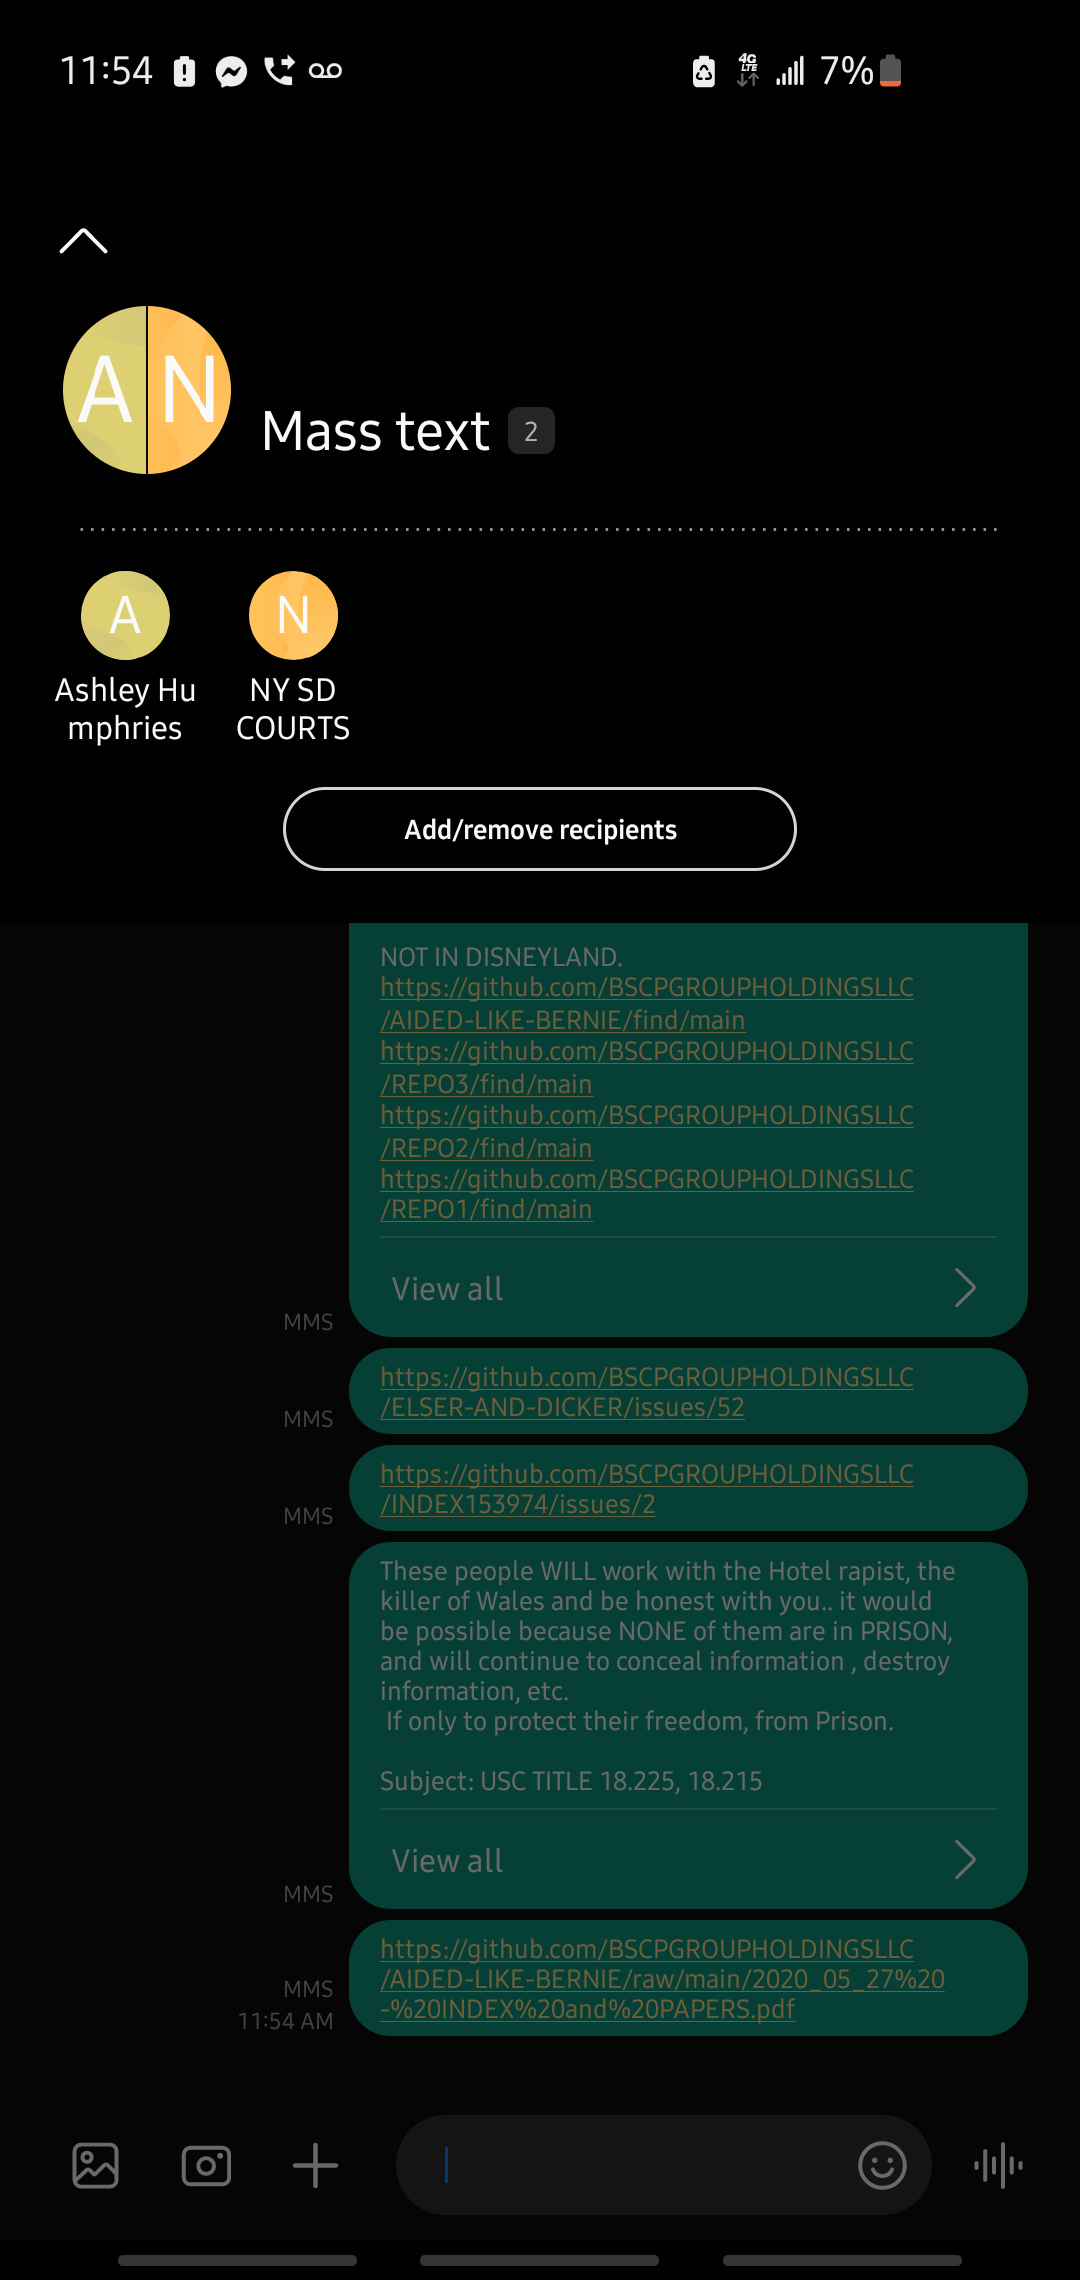 11:54
4G
LTE
7%
A N
Mass text 2
A N
Ashley Hu
mphries
NY SD
COURTS
Add/remove recipients
NOT IN DISNEYLAND.
https://github.com/BSCPGROUPHOLDINGSLLC
/AIDED-LIKE-BERNIE/find/main
https://github.com/BSCPGROUPHOLDINGSLLC
/REPO3/find/main
https://github.com/BSCPGROUPHOLDINGSLLC
/REPO2/find/main
https://github.com/BSCPGROUPHOLDINGSLLC
/REPO1/find/main
View all
MMS
https://github.com/BSCPGROUPHOLDINGSLLC
/ELSER-AND-DICKER/issues/52
MMS
https://github.com/BSCPGROUPHOLDINGSLLC
/INDEX153974/issues/2
MMS
These people WILL work with the Hotel rapist, the
killer of Wales and be honest with you.. it would
be possible because NONE of them are in PRISON,
and will continue to conceal information , destroy
information, etc.
If only to protect their freedom, from Prison.
Subject: USC TITLE 18.225, 18.215
View all
MMS
https://github.com/BSCPGROUPHOLDINGSLLC
/AIDED-LIKE-BERNIE/raw/main/2020_05_27%20
-%20INDEX%20and%20PAPERS.pdf
MMS
11:54 AM